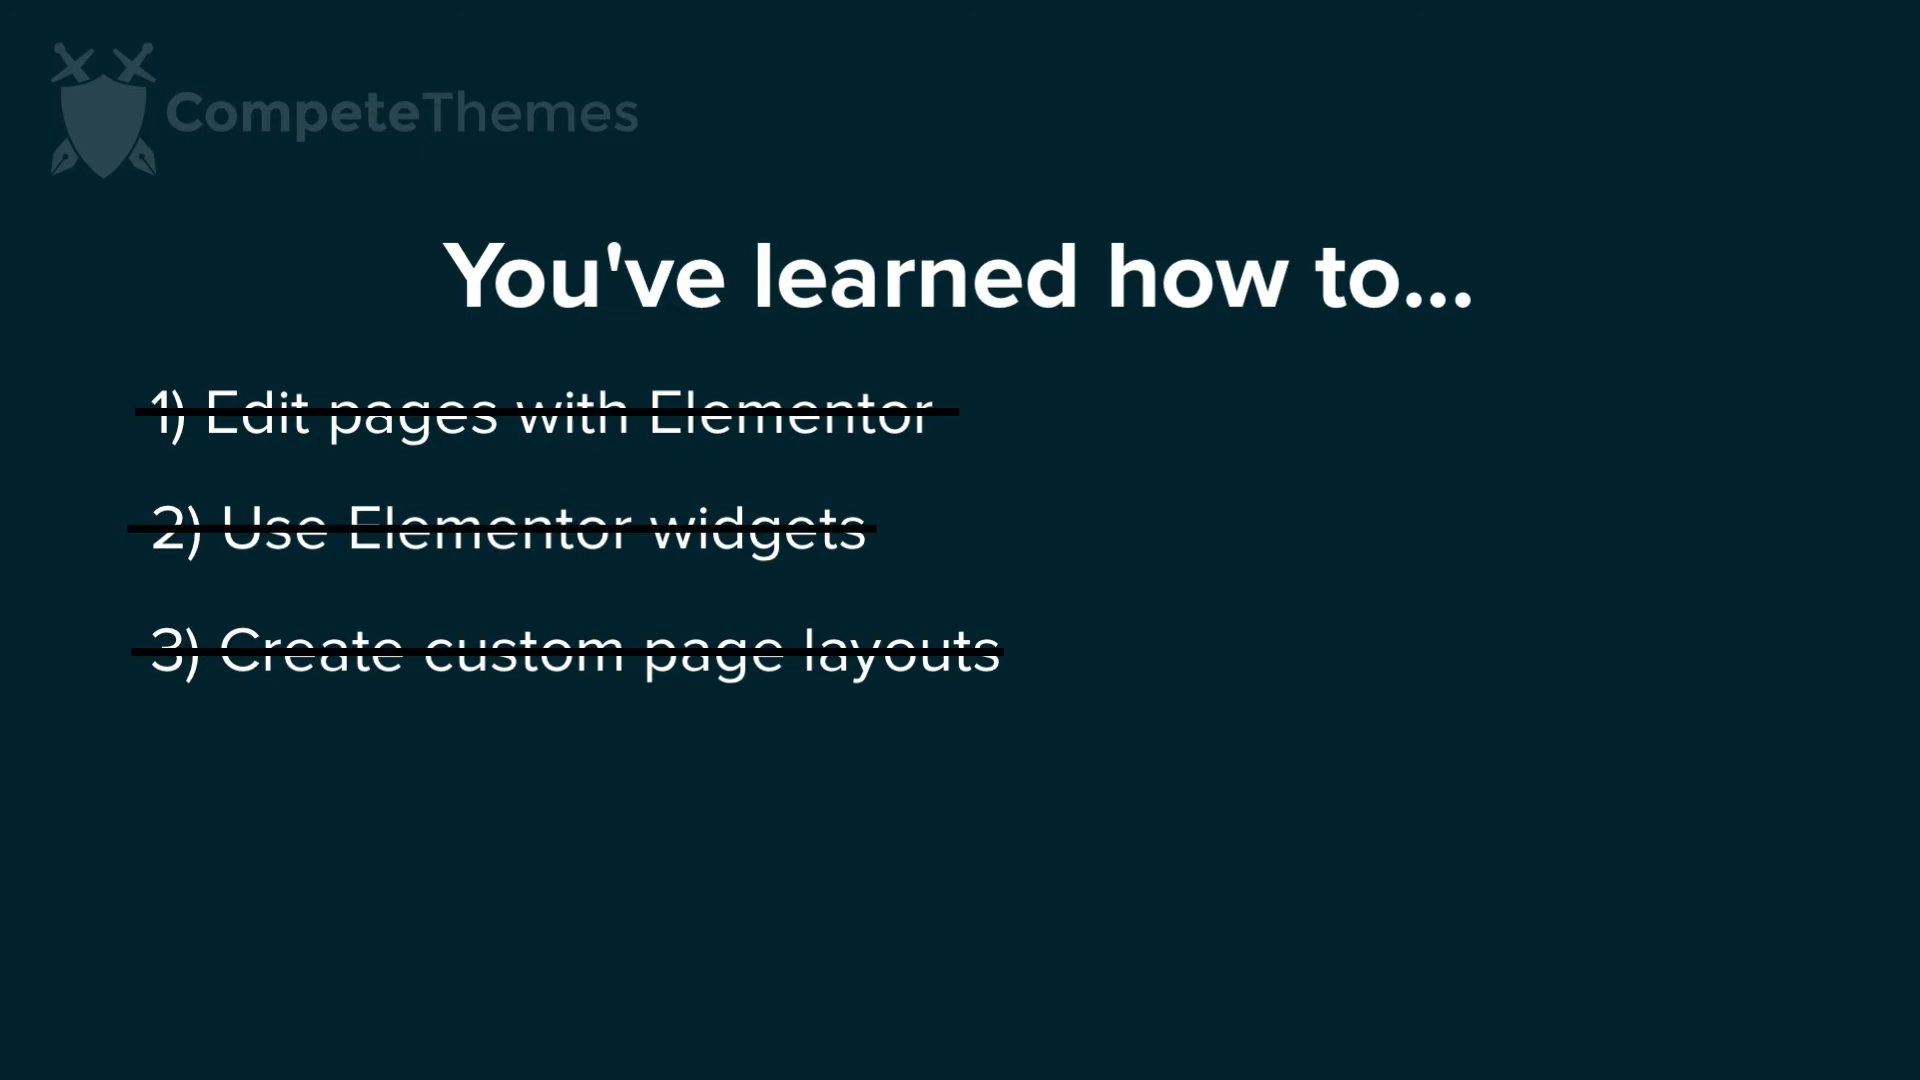 CompeteThemes
You've learned how to...
1) Edit pages with Elementor
2) Use Elementor widgets
3) Create custom page layouts